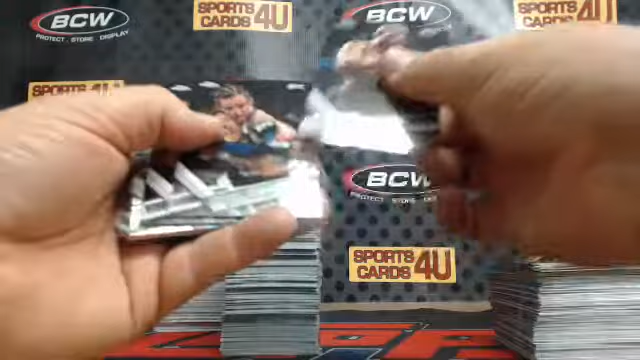 BCW
PROTECT . STORE . DISPLAY
SPORTS
CARDS 4U
BCW
SPORTS
CARDS 4U
SPORTS 4U
BCW
PROTECT STORE
SPORTS
CARDS 4U